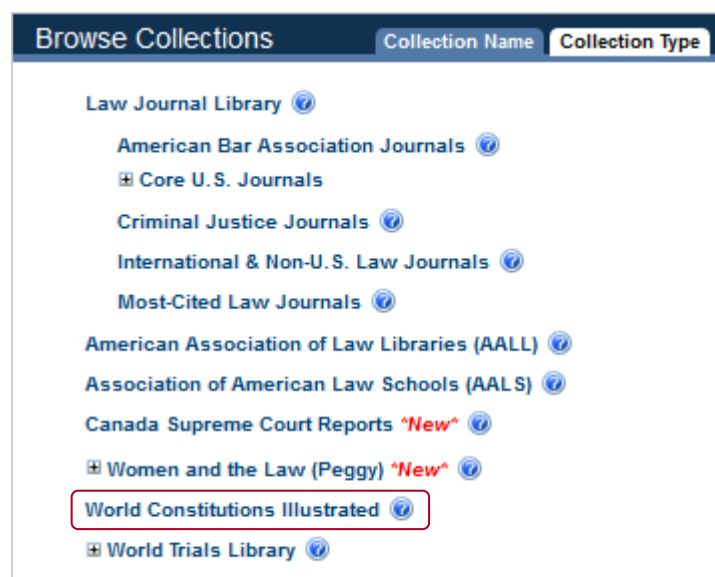 Browse Collections Collection Name Collection Type
Law Journal Library
American Bar Association Journals
Core U.S. Journals
Criminal Justice Journals
International & Non-U.S. Law Journals
Most-Cited Law Journals
American Association of Law Libraries (AALL)
Association of American Law Schools (AALS)
Canada Supreme Court Reports *New*
Women and the Law (Peggy) *New*
World Constitutions Illustrated
World Trials Library